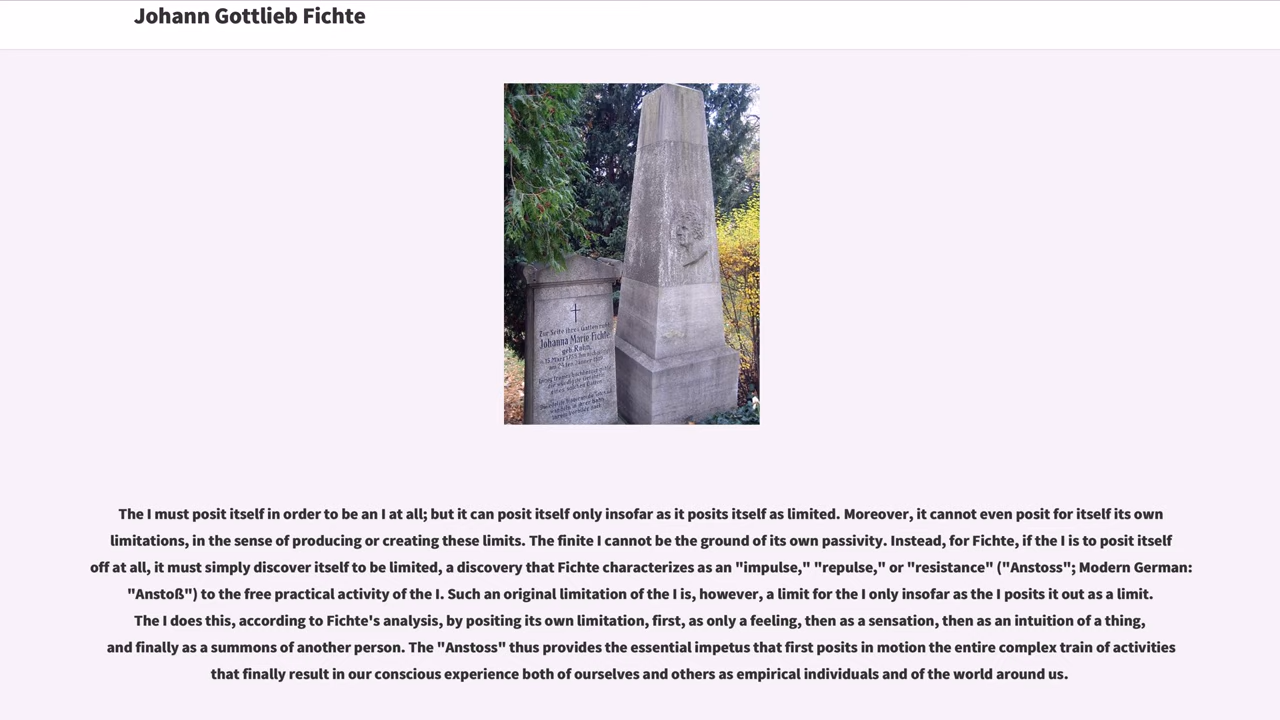 Johann Gottlieb Fichte
Zur Seite ihres Gatten ruht
Johanna Marie Fichte
geb. Rahn,
The I must posit itself in order to be an I at all; but it can posit itself only insofar as it posits itself as limited. Moreover, it cannot even posit for itself its own
limitations, in the sense of producing or creating these limits. The finite I cannot be the ground of its own passivity. Instead, for Fichte, if the I is to posit itself
off at all, it must simply discover itself to be limited, a discovery that Fichte characterizes as an "impulse," "repulse," or "resistance" ("Anstoss"; Modern German:
"Anstoß") to the free practical activity of the I. Such an original limitation of the I is, however, a limit for the I only insofar as the I posits it out as a limit.
The I does this, according to Fichte's analysis, by positing its own limitation, first, as only a feeling, then as a sensation, then as an intuition of a thing,
and finally as a summons of another person. The "Anstoss" thus provides the essential impetus that first posits in motion the entire complex train of activities
that finally result in our conscious experience both of ourselves and others as empirical individuals and of the world around us.